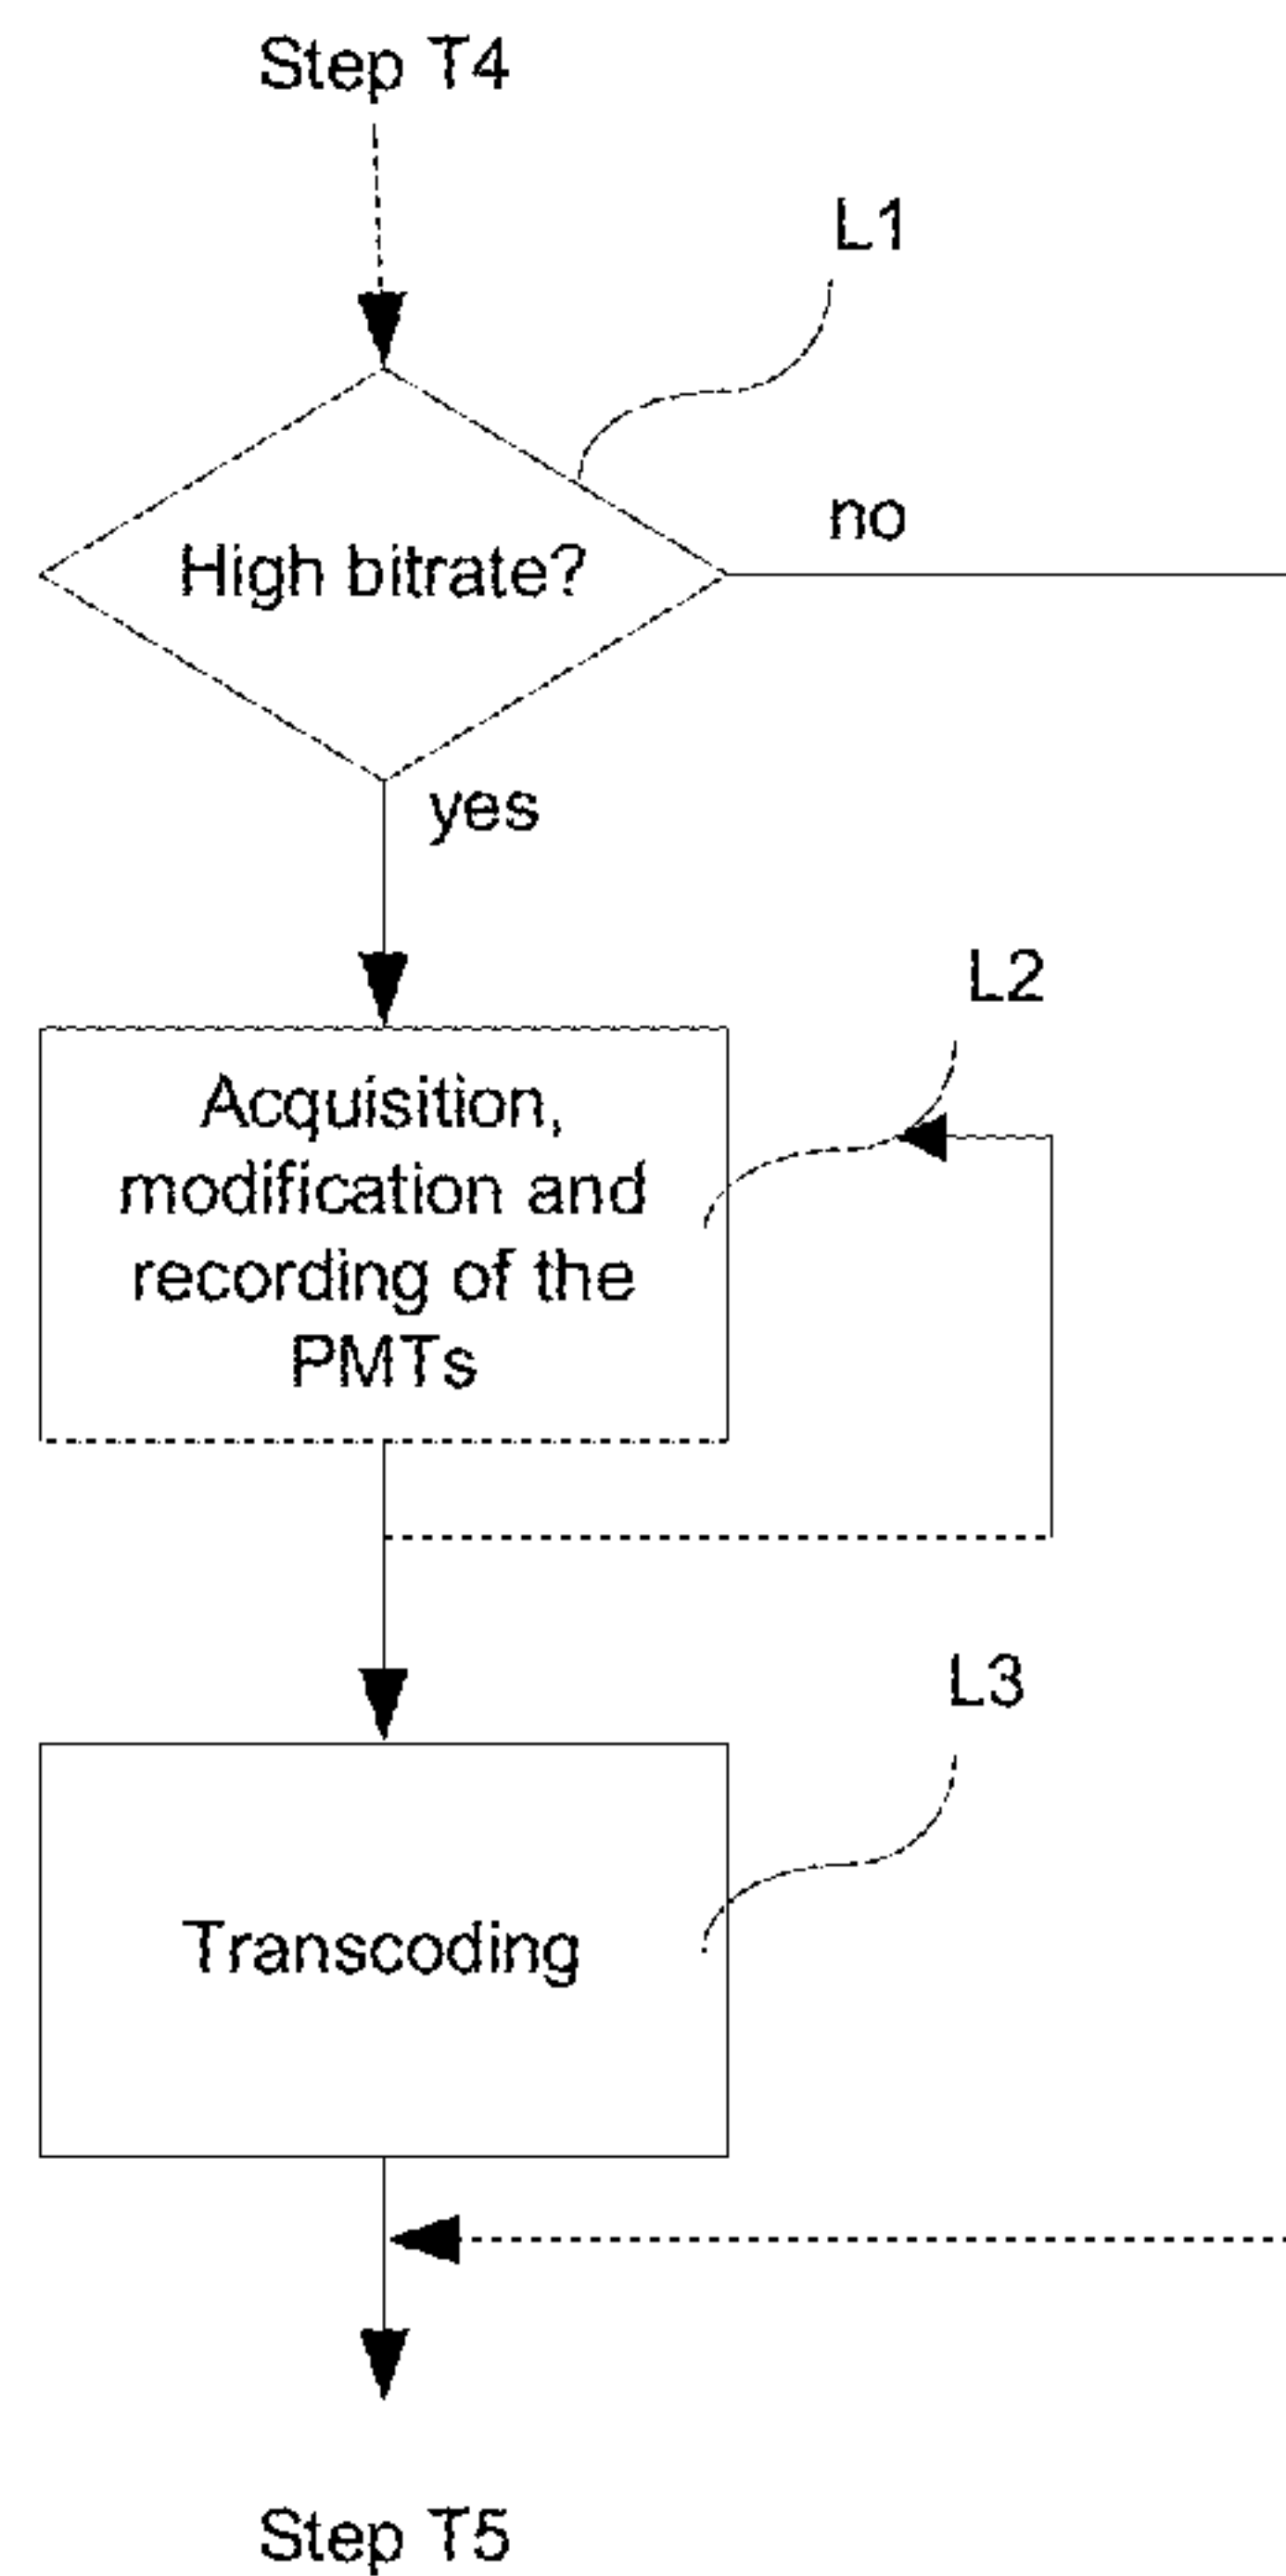 Step T4
L1
no
High bitrate?
yes
L2
Acquisition,
modification and
recording of the
PMTs
L3
Transcoding
Step T5